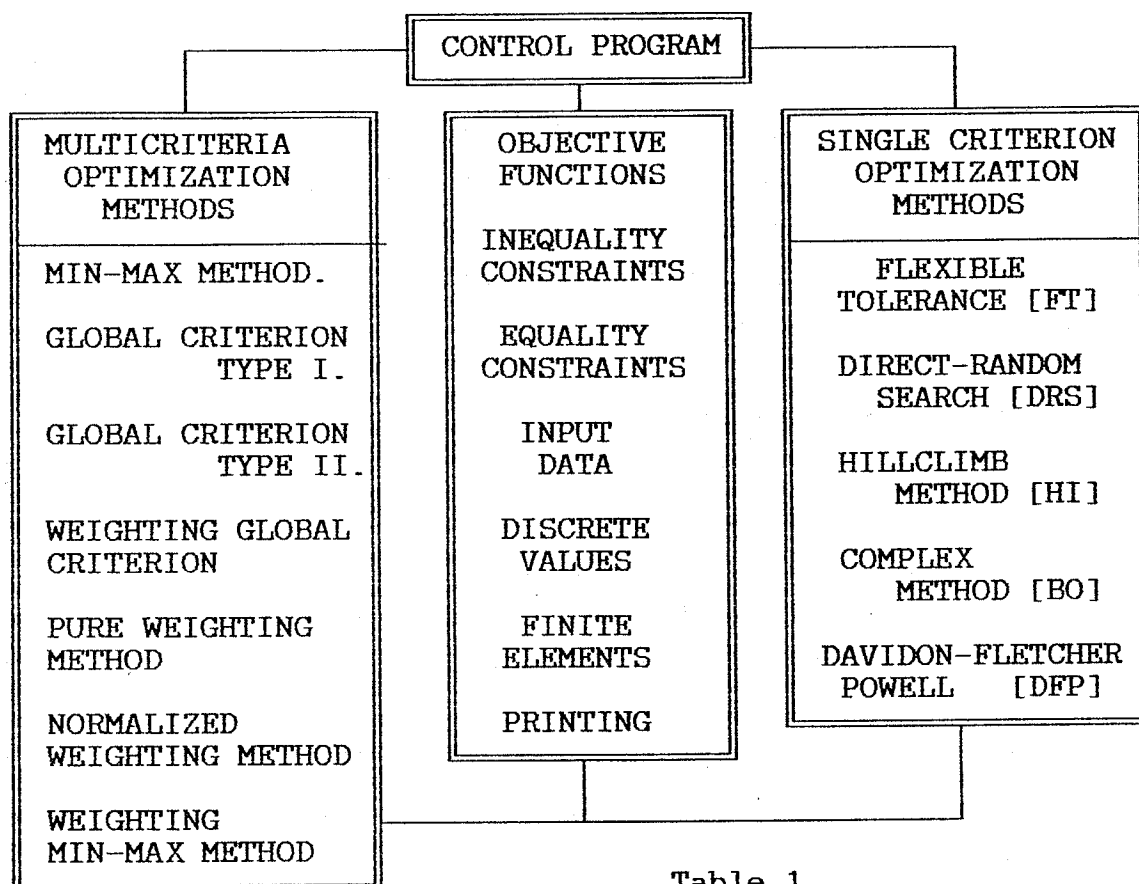 CONTROL PROGRAM
MULTICRITERIA
OPTIMIZATION
METHODS
MIN-MAX METHOD.
GLOBAL CRITERION
TYPE I.
GLOBAL CRITERION
TYPE II.
WEIGHTING GLOBAL
CRITERION
PURE WEIGHTING
METHOD
NORMALIZED
WEIGHTING METHOD
WEIGHTING
MIN-MAX METHOD
OBJECTIVE
FUNCTIONS
INEQUALITY
CONSTRAINTS
EQUALITY
CONSTRAINTS
INPUT
DATA
DISCRETE
VALUES
FINITE
ELEMENTS
PRINTING
SINGLE CRITERION
OPTIMIZATION
METHODS
FLEXIBLE
TOLERANCE [FT]
DIRECT-RANDOM
SEARCH [DRS]
HILLCLIMB
METHOD [HI]
COMPLEX
METHOD [BO]
DAVIDON-FLETCHER
POWELL [DFP]
Table 1